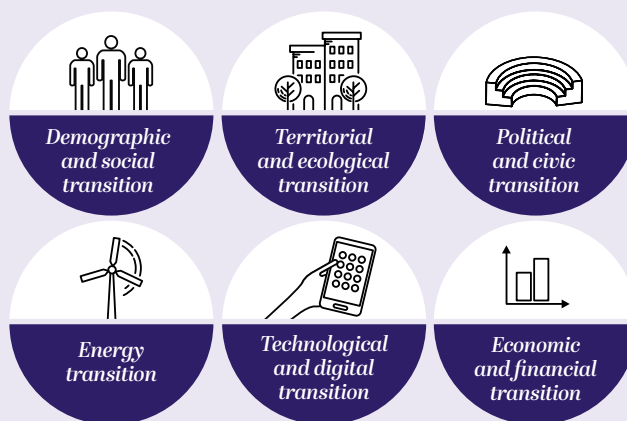 Demographic
and social
transition
Territorial
and ecological
transition
Political
and civic
transition
Energy
transition
Technological
and digital
transition
Economic
and financial
transition